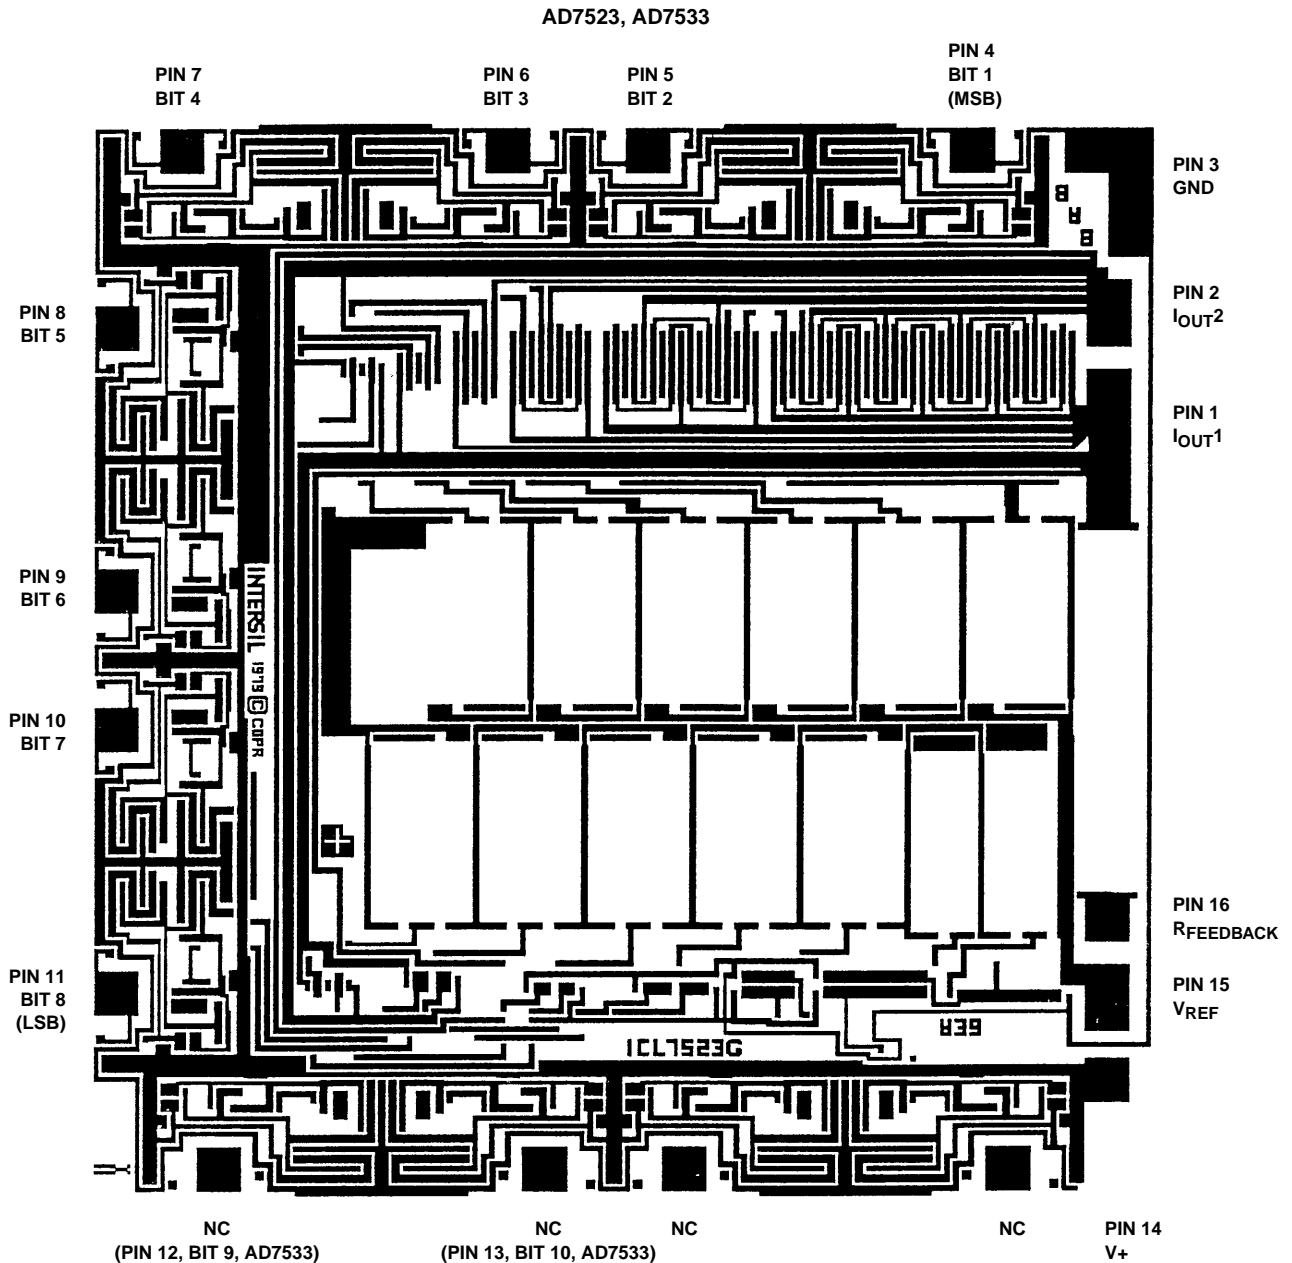 AD7523, AD7533
PIN 4
BIT 1
(MSB)
PIN 7
BIT 4
PIN 6
BIT 3
PIN 5
BIT 2
PIN 3
GND
B
R
B
PIN 2
IOUT2
PIN 8
BIT 5
PIN 1
IOUT1
PIN 9
BIT 6
INTERSIL 1979 © COPR
PIN 10
BIT 7
PIN 16
RFEEDBACK
PIN 11
BIT 8
(LSB)
PIN 15
VREF
GER
ICL7523G
NC
(PIN 12, BIT 9, AD7533)
NC
(PIN 13, BIT 10, AD7533)
NC
NC
PIN 14
V+